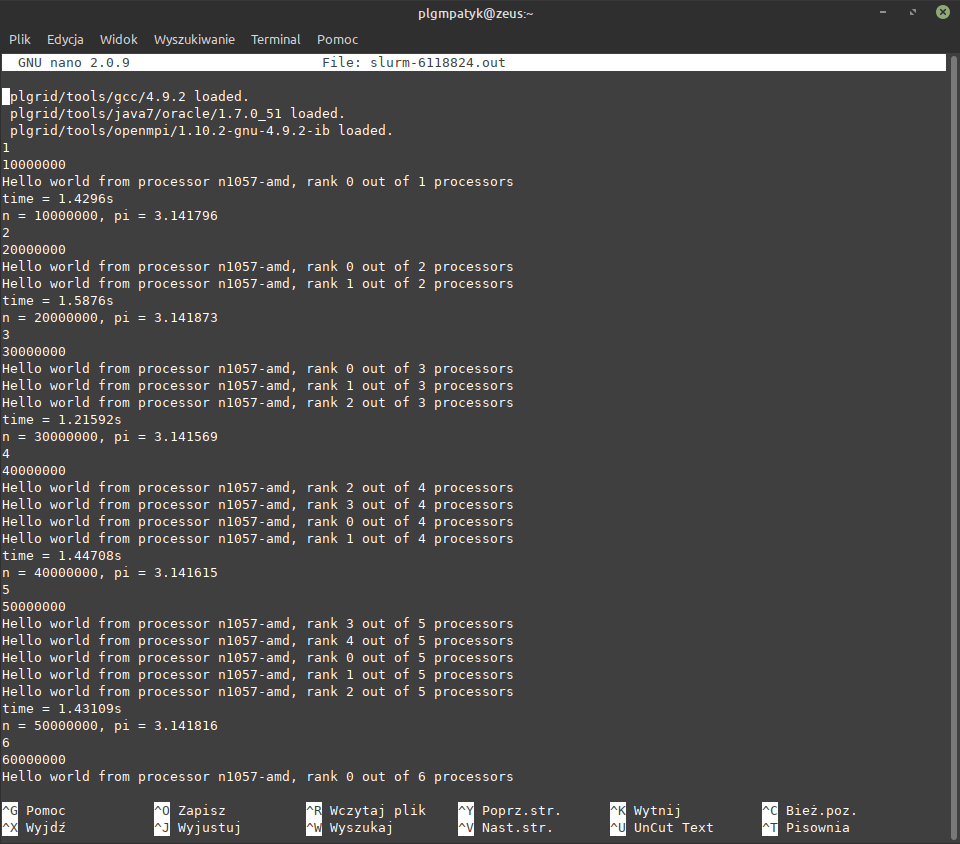 plgmpatyk@zeus:~
Plik Edycja Widok Wyszukiwanie Terminal Pomoc
GNU nano 2.0.9 File: slurm-6118824.out
plgrid/tools/gcc/4.9.2 loaded.
plgrid/tools/java7/oracle/1.7.0_51 loaded.
plgrid/tools/openmpi/1.10.2-gnu-4.9.2-ib loaded.
1
10000000
Hello world from processor n1057-amd, rank 0 out of 1 processors
time = 1.4296s
n = 10000000, pi = 3.141796
2
20000000
Hello world from processor n1057-amd, rank 0 out of 2 processors
Hello world from processor n1057-amd, rank 1 out of 2 processors
time = 1.5876s
n = 20000000, pi = 3.141873
3
30000000
Hello world from processor n1057-amd, rank 0 out of 3 processors
Hello world from processor n1057-amd, rank 1 out of 3 processors
Hello world from processor n1057-amd, rank 2 out of 3 processors
time = 1.21592s
n = 30000000, pi = 3.141569
4
40000000
Hello world from processor n1057-amd, rank 2 out of 4 processors
Hello world from processor n1057-amd, rank 3 out of 4 processors
Hello world from processor n1057-amd, rank 0 out of 4 processors
Hello world from processor n1057-amd, rank 1 out of 4 processors
time = 1.44708s
n = 40000000, pi = 3.141615
5
50000000
Hello world from processor n1057-amd, rank 3 out of 5 processors
Hello world from processor n1057-amd, rank 4 out of 5 processors
Hello world from processor n1057-amd, rank 0 out of 5 processors
Hello world from processor n1057-amd, rank 1 out of 5 processors
Hello world from processor n1057-amd, rank 2 out of 5 processors
time = 1.43109s
n = 50000000, pi = 3.141816
6
60000000
Hello world from processor n1057-amd, rank 0 out of 6 processors
^G Pomoc ^O Zapisz ^R Wczytaj plik ^Y Poprz.str. ^K Wytnij ^C Bież.poz.
^X Wyjdź ^J Wyjustuj ^W Wyszukaj ^V Nast.str. ^U UnCut Text ^T Pisownia